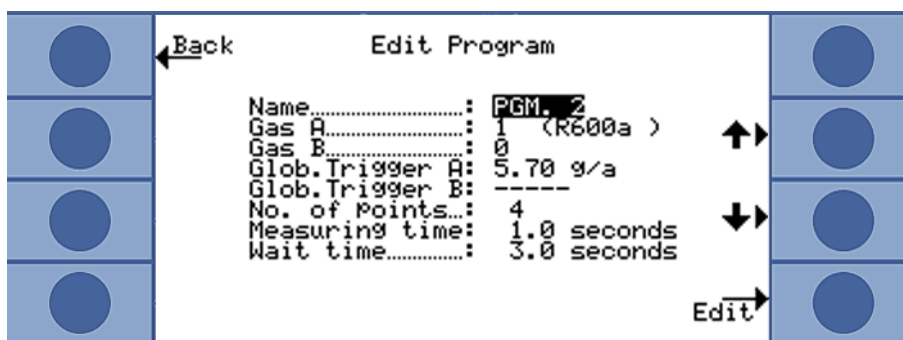 Back
Edit Program
Name......................: PGM. 2
Gas A.....................: 1 (R600a )
Gas B.....................: 0
Glob.Trigger A: 5.70 g/a
Glob.Trigger B: -----
No. of Points...: 4
Measuring time: 1.0 seconds
Wait time...............: 3.0 seconds
Edit